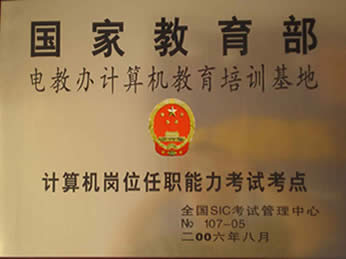 国家教育部
电教办计算机教育培训基地
计算机岗位任职能力考试考点
全国SIC考试管理中心
№ 107-05
二00六年八月